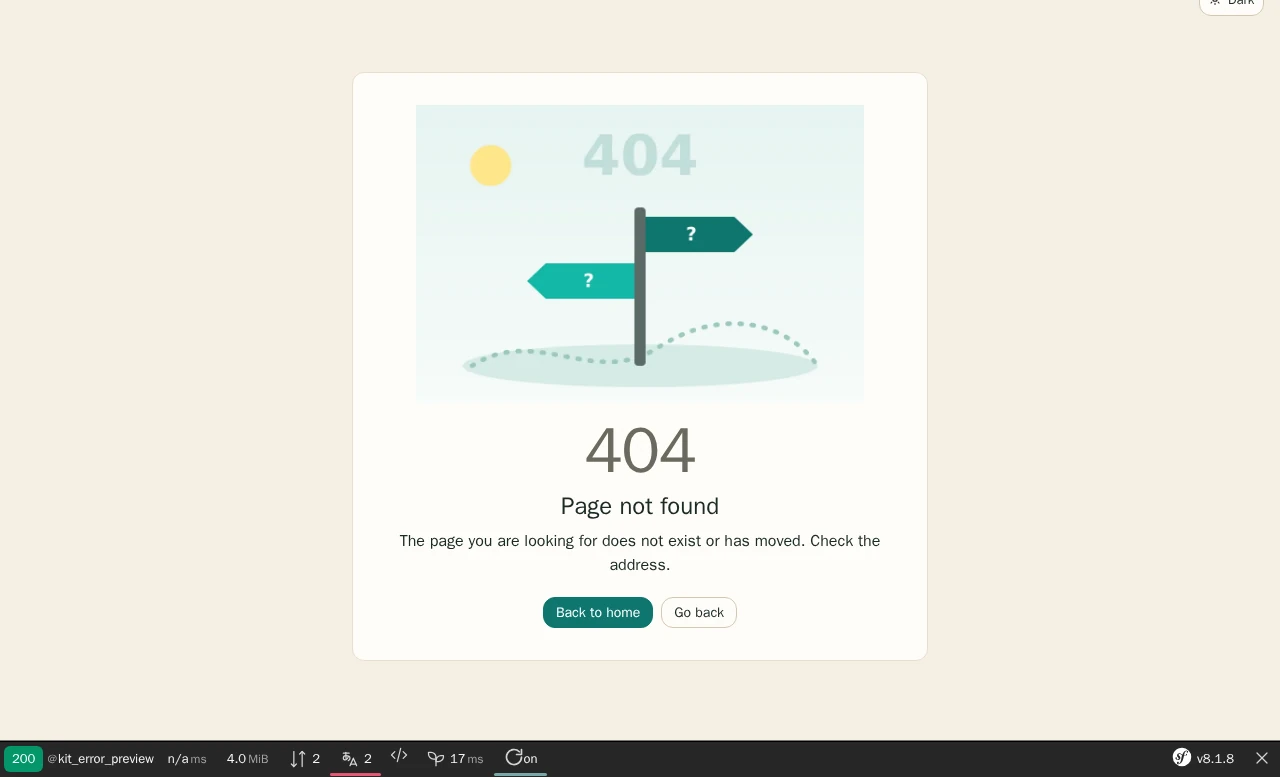 Dark
404
?
?
404
Page not found
The page you are looking for does not exist or has moved. Check the
address.
Back to home Go back
200 @kit_error_preview n/a ms 4.0 MiB 2 2 </> 17 ms on v8.1.8